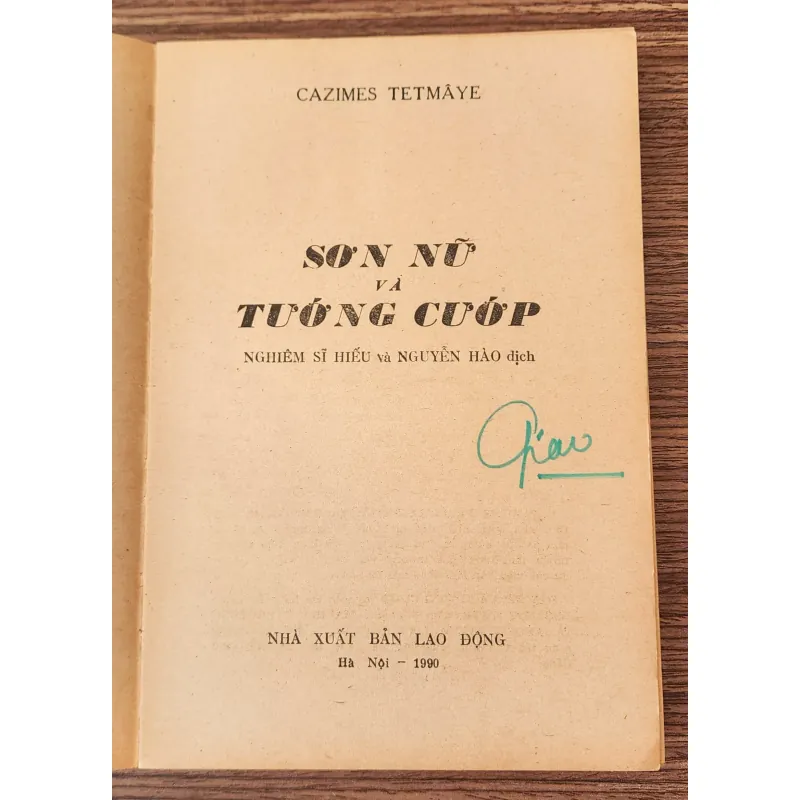 CAZIMES TETMÂYE
SƠN NỮ
VÀ
TƯỚNG CƯỚP
NGHIÊM SĨ HIẾU và NGUYỄN HÀO dịch
Giao
NHÀ XUẤT BẢN LAO ĐỘNG
Hà Nội - 1990